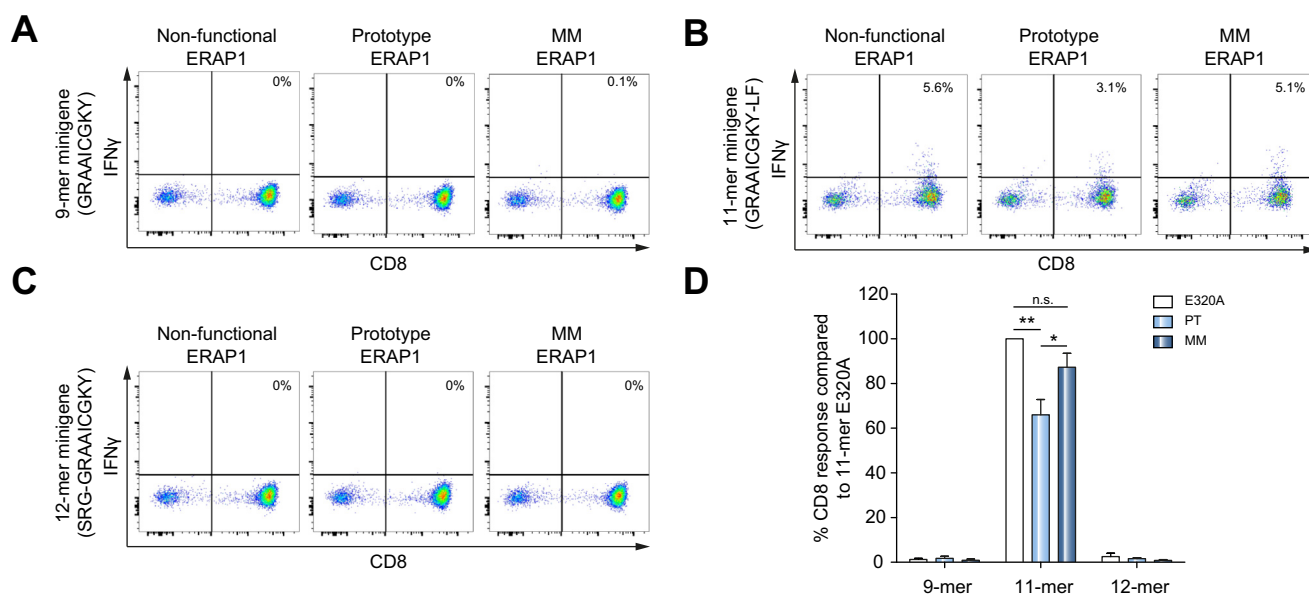 A
Non-functional
ERAP1
Prototype
ERAP1
MM
ERAP1
9-mer minigene
(GRAAICGKY)
IFNγ
0%
0%
0.1%
CD8
B
Non-functional
ERAP1
Prototype
ERAP1
MM
ERAP1
11-mer minigene
(GRAAICGKY-LF)
IFNγ
5.6%
3.1%
5.1%
CD8
C
Non-functional
ERAP1
Prototype
ERAP1
MM
ERAP1
12-mer minigene
(SRG-GRAAICGKY)
IFNγ
0%
0%
0%
CD8
D
% CD8 response compared
to 11-mer E320A
120
100
80
60
40
20
0
n.s.
**
*
E320A
PT
MM
9-mer
11-mer
12-mer